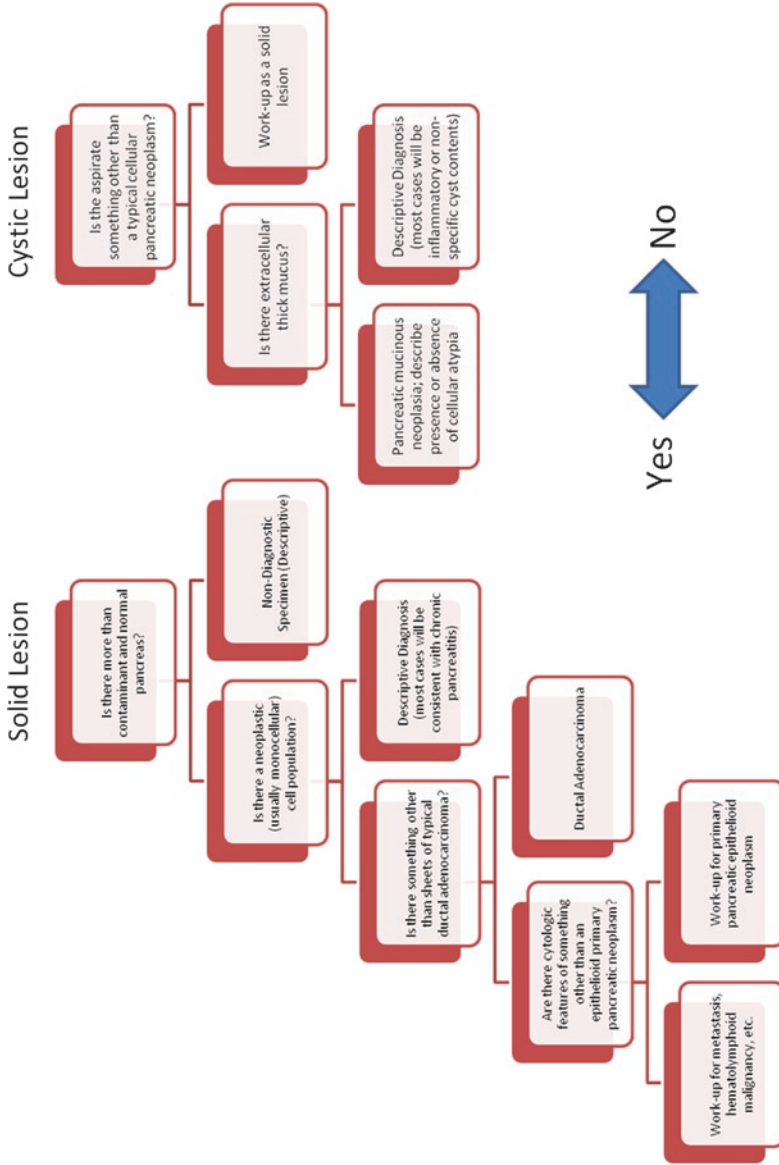 Solid Lesion
Is there more than
contaminant and normal
pancreas?
Is there a neoplastic
(usually monocellular)
cell population?
Non-Diagnostic
Specimen (Descriptive)
Is there something other
than sheets of typical
ductal adenocarcinoma?
Descriptive Diagnosis
(most cases will be
consistent with chronic
pancreatitis)
Are there cytologic
features of something
other than an
epithelioid primary
pancreatic neoplasm?
Ductal Adenocarcinoma
Work-up for metastasis,
hematolymphoid
malignancy, etc.
Work-up for primary
pancreatic epithelioid
neoplasm
Cystic Lesion
Is the aspirate
something other than
a typical cellular
pancreatic neoplasm?
Is there extracellular
thick mucus?
Work-up as a solid
lesion
Pancreatic mucinous
neoplasia; describe
presence or absence
of cellular atypia
Descriptive Diagnosis
(most cases will be
inflammatory or non-
specific cyst contents)
Yes
No